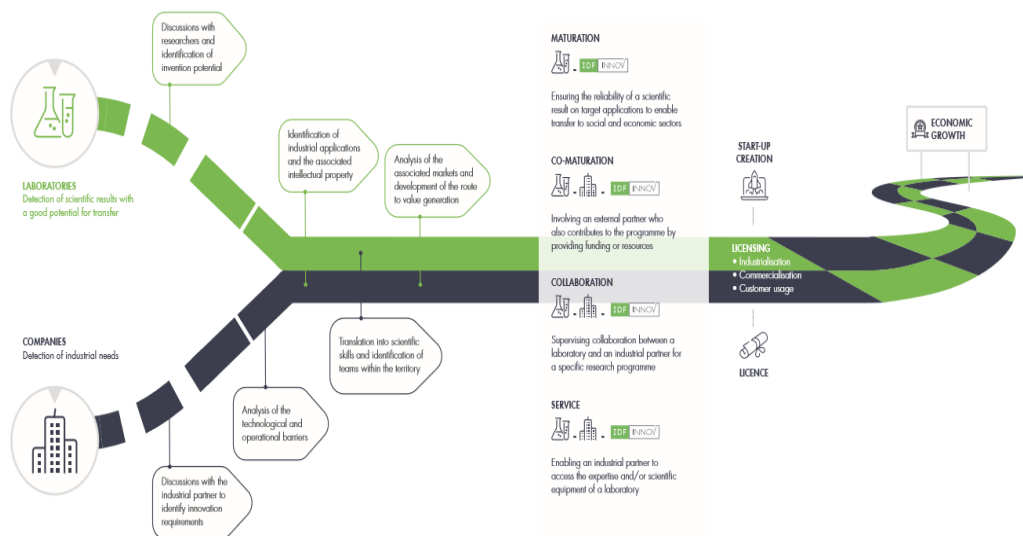 Discussions with
researchers and
identification of
invention potential
LABORATORIES
Detection of scientific results with
a good potential for transfer
Identification of
industrial applications
and the associated
intellectual property
Analysis of the
associated markets and
development of the route
to value generation
COMPANIES
Detection of industrial needs
Translation into scientific
skills and identification of
teams within the territory
Analysis of the
technological and
operational barriers
Discussions with the
industrial partner to
identify innovation
requirements
MATURATION
- IDF INNOV
Ensuring the reliability of a scientific
result on target applications to enable
transfer to social and economic sectors
CO-MATURATION
- - IDF INNOV
Involving an external partner who
also contributes to the programme by
providing funding or resources
COLLABORATION
- - IDF INNOV
Supervising collaboration between a
laboratory and an industrial partner for
a specific research programme
SERVICE
- - IDF INNOV
Enabling an industrial partner to
access the expertise and/or scientific
equipment of a laboratory
START-UP
CREATION
LICENSING
• Industrialisation
• Commercialisation
• Customer usage
LICENCE
ECONOMIC
GROWTH